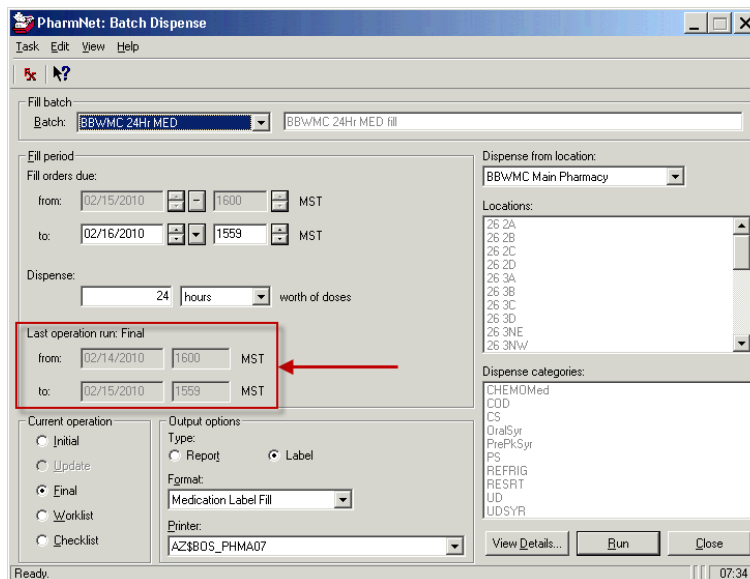 PharmNet: Batch Dispense
Task Edit View Help
Fill batch
Batch: BBWMC 24Hr MED BBWMC 24Hr MED fill
Fill period
Fill orders due:
from: 02/15/2010 1600 MST
to: 02/16/2010 1559 MST
Dispense:
24 hours worth of doses
Last operation run: Final
from: 02/14/2010 1600 MST
to: 02/15/2010 1559 MST
Dispense from location:
BBWMC Main Pharmacy
Locations:
26 2A
26 2B
26 2C
26 2D
26 3A
26 3B
26 3C
26 3D
26 3NE
26 3NW
Dispense categories:
CHEMOMed
COD
CS
OralSyr
PrePkSyr
PS
REFRIG
RESRT
UD
UDSYR
Current operation
Initial
Update
Final
Worklist
Checklist
Output options
Type:
Report Label
Format:
Medication Label Fill
Printer:
AZ$BOS_PHMA07
View Details... Run Close
Ready. 07:34